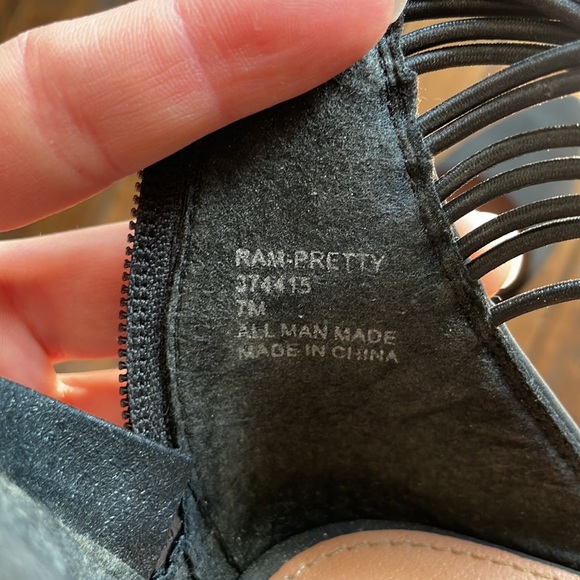 RAM-PRETTY
374415
7M
ALL MAN MADE
MADE IN CHINA